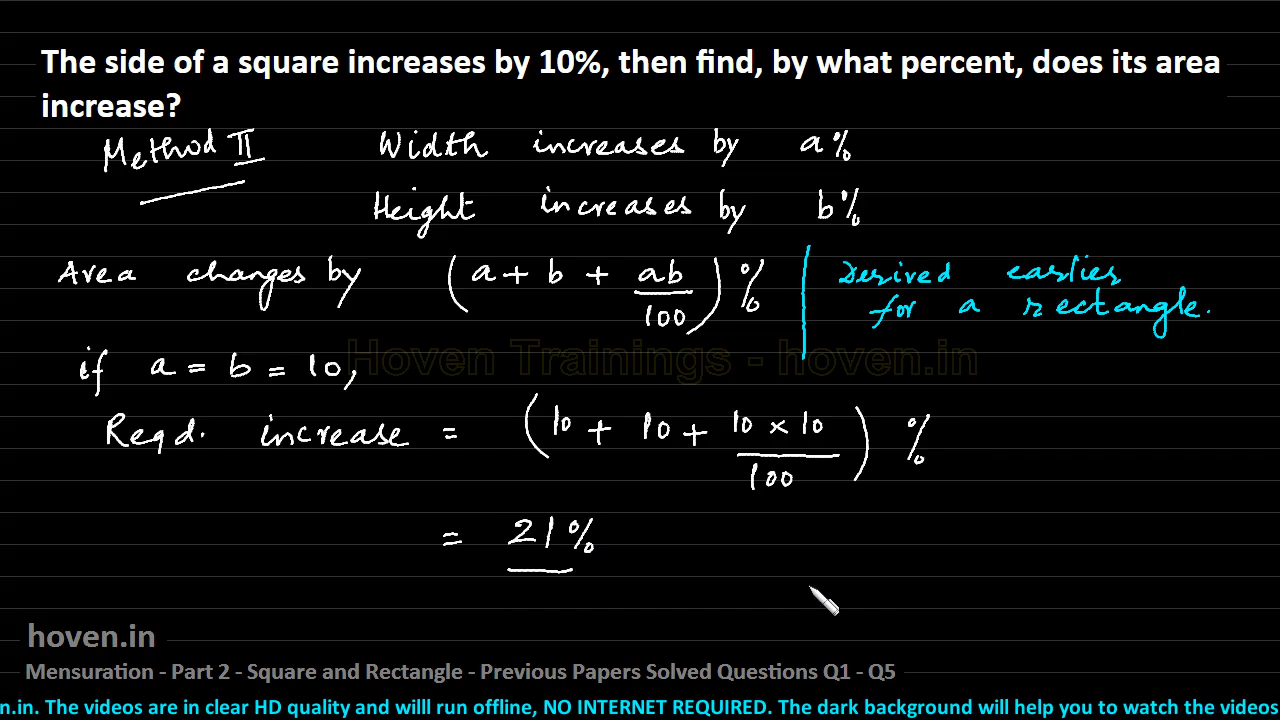 The side of a square increases by 10%, then find, by what percent, does its area
increase?
Method II Width increases by a%
Height increases by b%
Area changes by (a + b + ab/100) % | Derived earlier
for a rectangle.
Hoven Trainings - hoven.in
if a = b = 10,
Reqd. increase = (10 + 10 + 10 × 10/100) %
= 21%
hoven.in
Mensuration - Part 2 - Square and Rectangle - Previous Papers Solved Questions Q1 - Q5
n.in. The videos are in clear HD quality and willl run offline, NO INTERNET REQUIRED. The dark background will help you to watch the videos